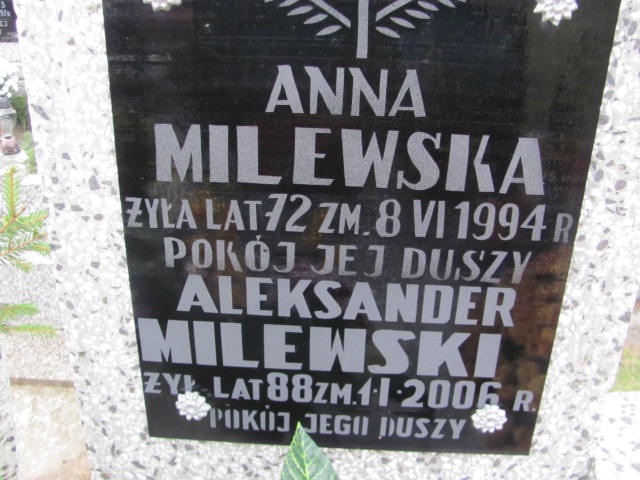 ANNA
MILEWSKA
ŻYŁA LAT 72 ZM. 8 VI 1994 R
POKÓJ JEJ DUSZY
ALEKSANDER
MILEWSKI
ŻYŁ LAT 88 ZM. 1·I·2006 R.
POKÓJ JEGO DUSZY